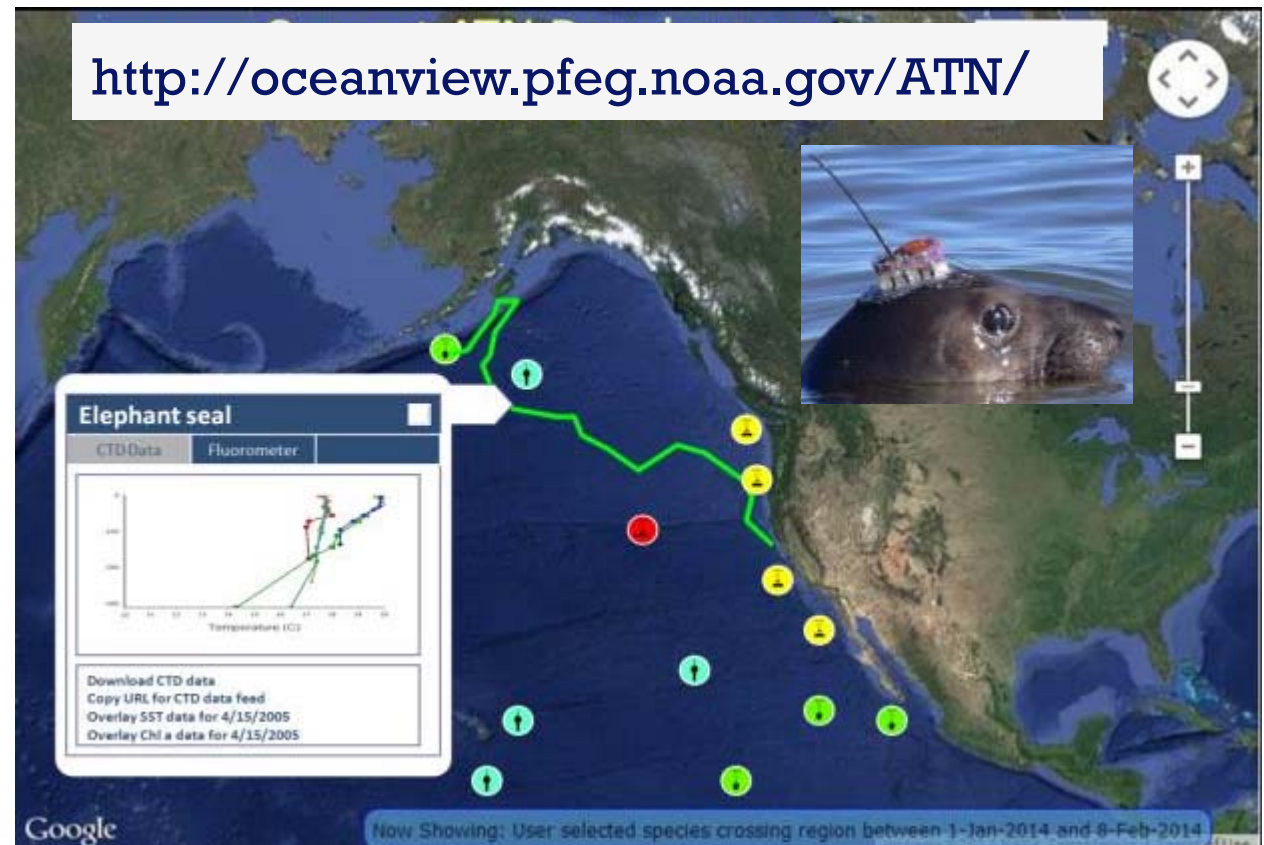 http://oceanview.pfeg.noaa.gov/ATN/
Elephant seal
CTD Data
Fluorometer
Temperature (C)
Download CTD data
Copy URL for CTD data feed
Overlay SST data for 4/15/2005
Overlay Chl a data for 4/15/2005
Google
Now Showing: User selected species crossing region between 1-Jan-2014 and 8-Feb-2014